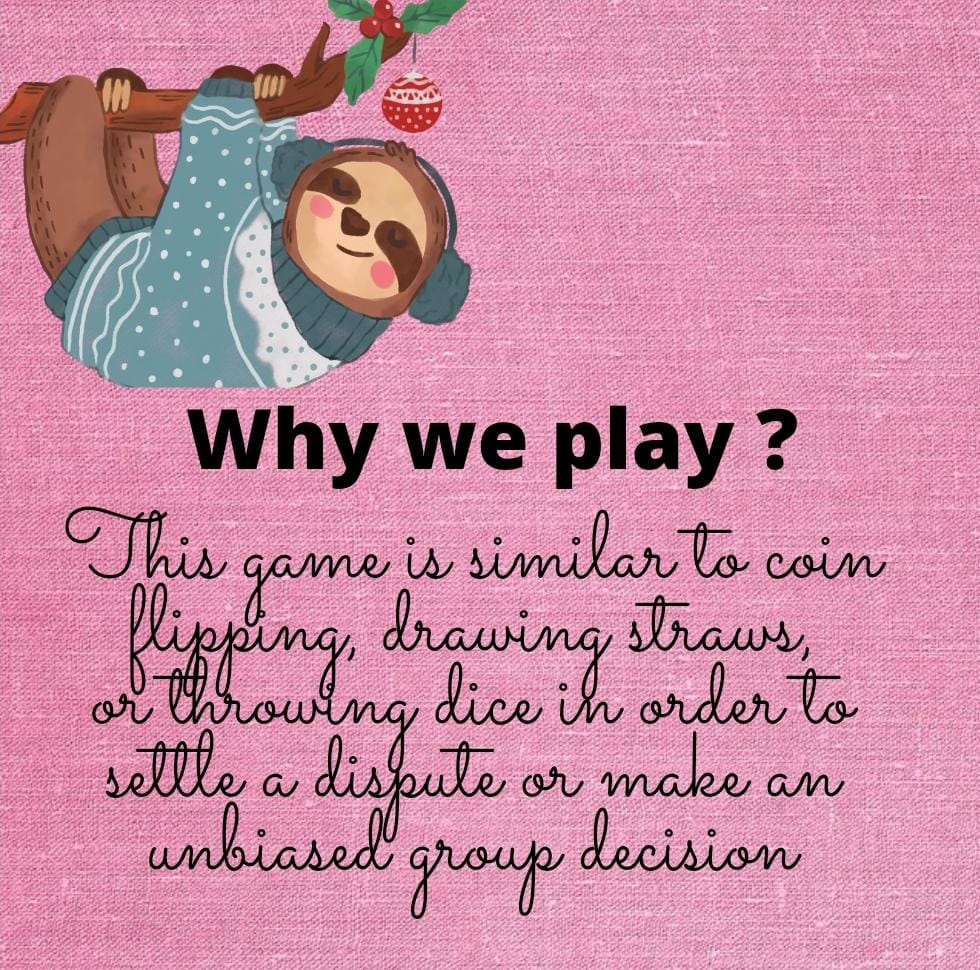 Why we play ?
This game is similar to coin
flipping, drawing straws,
or throwing dice in order to
settle a dispute or make an
unbiased group decision